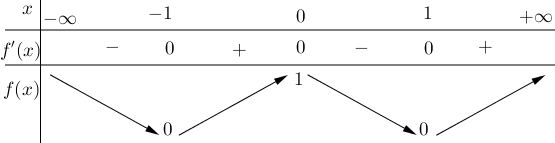 x −∞ −1 0 1 +∞
f′(x) − 0 + 0 − 0 +
f(x) 1
0 0